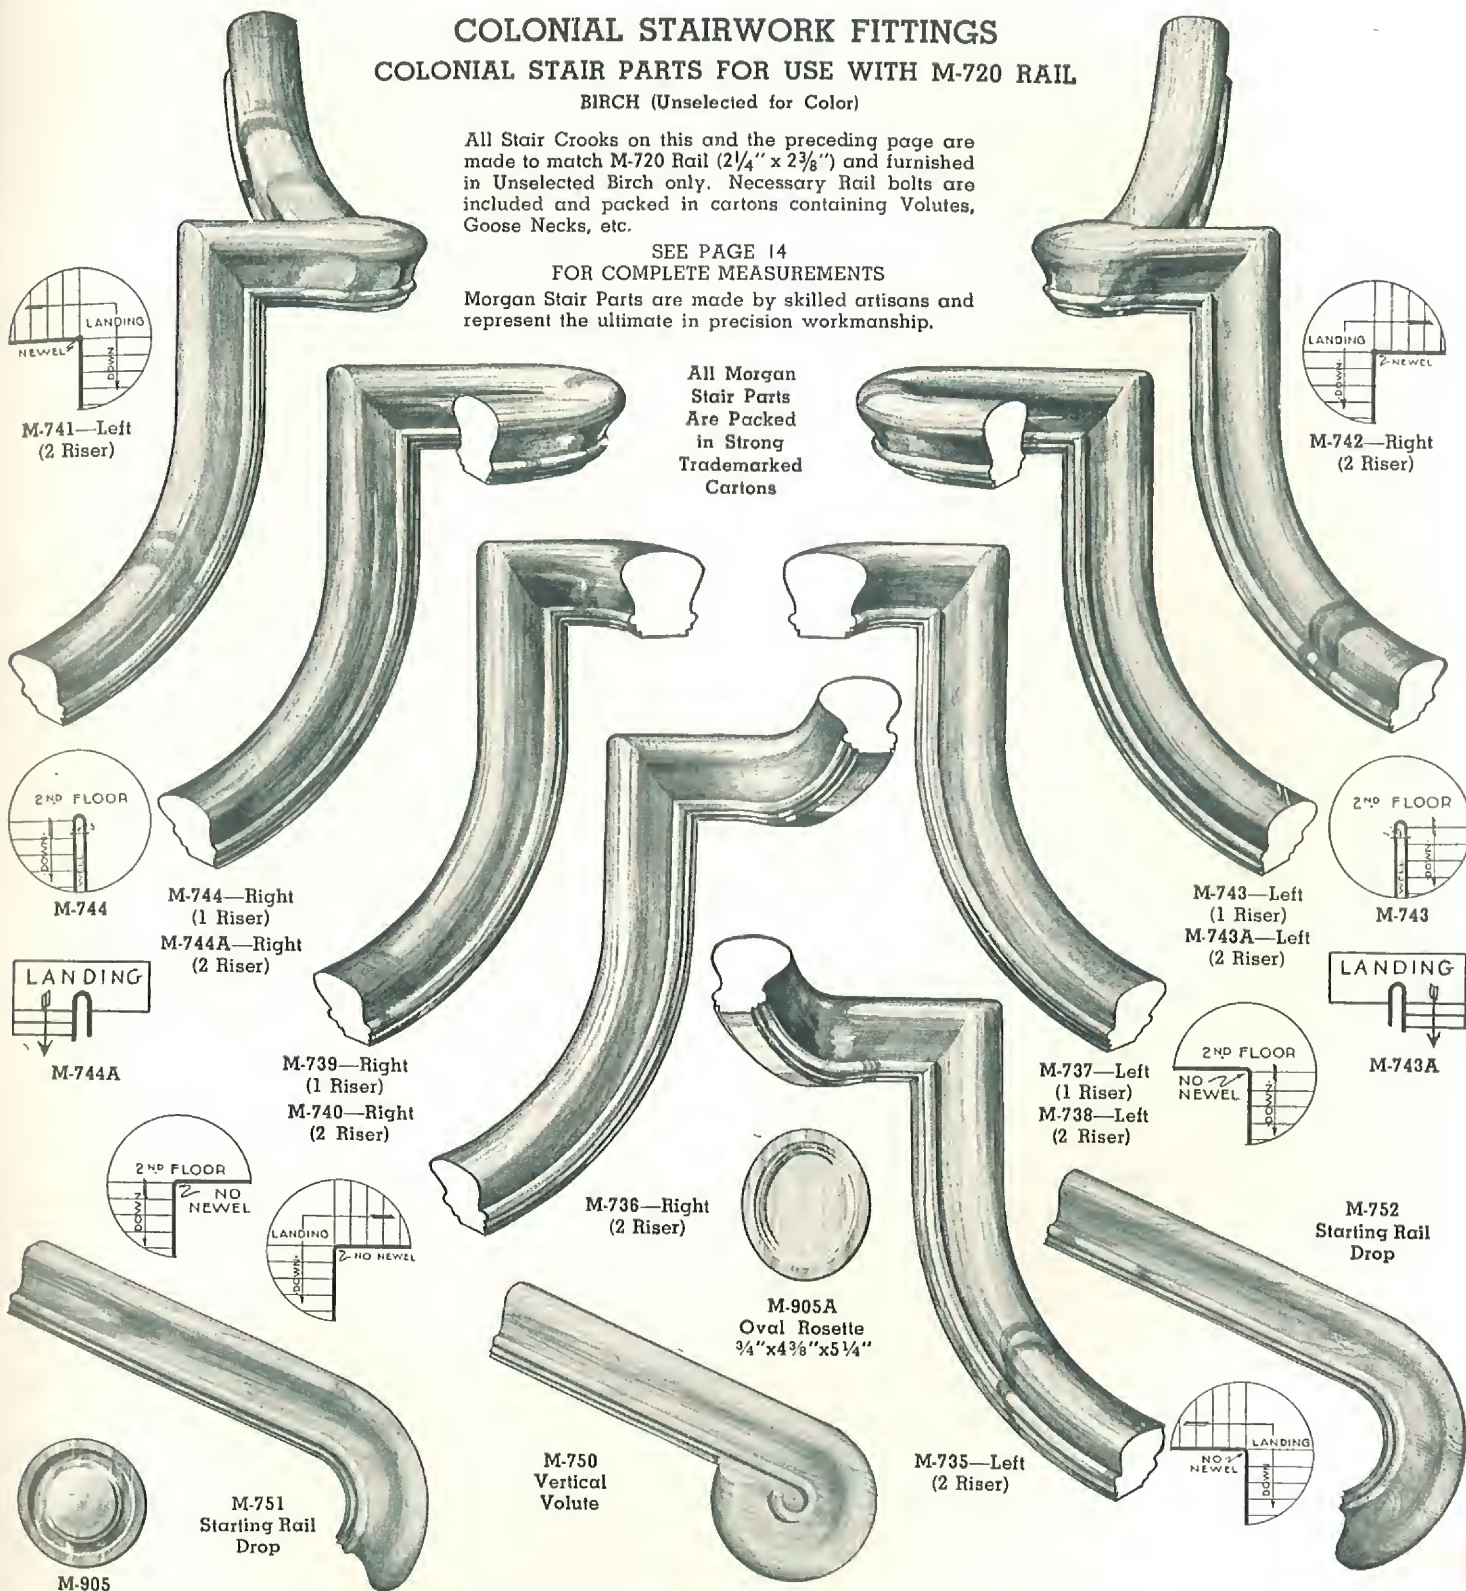 COLONIAL STAIRWORK FITTINGS
COLONIAL STAIR PARTS FOR USE WITH M-720 RAIL
BIRCH (Unselected for Color)
All Stair Crooks on this and the preceding page are
made to match M-720 Rail (2¼" x 2⅜") and furnished
in Unselected Birch only. Necessary Rail bolts are
included and packed in cartons containing Volutes,
Goose Necks, etc.
SEE PAGE 14
FOR COMPLETE MEASUREMENTS
Morgan Stair Parts are made by skilled artisans and
represent the ultimate in precision workmanship.
LANDING
NEWEL
DOWN
M-741—Left
(2 Riser)
All Morgan
Stair Parts
Are Packed
in Strong
Trademarked
Cartons
LANDING
NEWEL
DOWN
M-742—Right
(2 Riser)
2ND FLOOR
DOWN
WELL
M-744
M-744—Right
(1 Riser)
M-744A—Right
(2 Riser)
LANDING
M-744A
M-743—Left
(1 Riser)
M-743A—Left
(2 Riser)
2ND FLOOR
WELL
DOWN
M-743
LANDING
M-743A
M-739—Right
(1 Riser)
M-740—Right
(2 Riser)
M-737—Left
(1 Riser)
M-738—Left
(2 Riser)
2ND FLOOR
NO
NEWEL
DOWN
2ND FLOOR
NO
NEWEL
DOWN
LANDING
NO NEWEL
DOWN
M-736—Right
(2 Riser)
M-905A
Oval Rosette
¾"x4⅜"x5¼"
M-752
Starting Rail
Drop
M-905
M-751
Starting Rail
Drop
M-750
Vertical
Volute
M-735—Left
(2 Riser)
LANDING
NO
NEWEL
DOWN